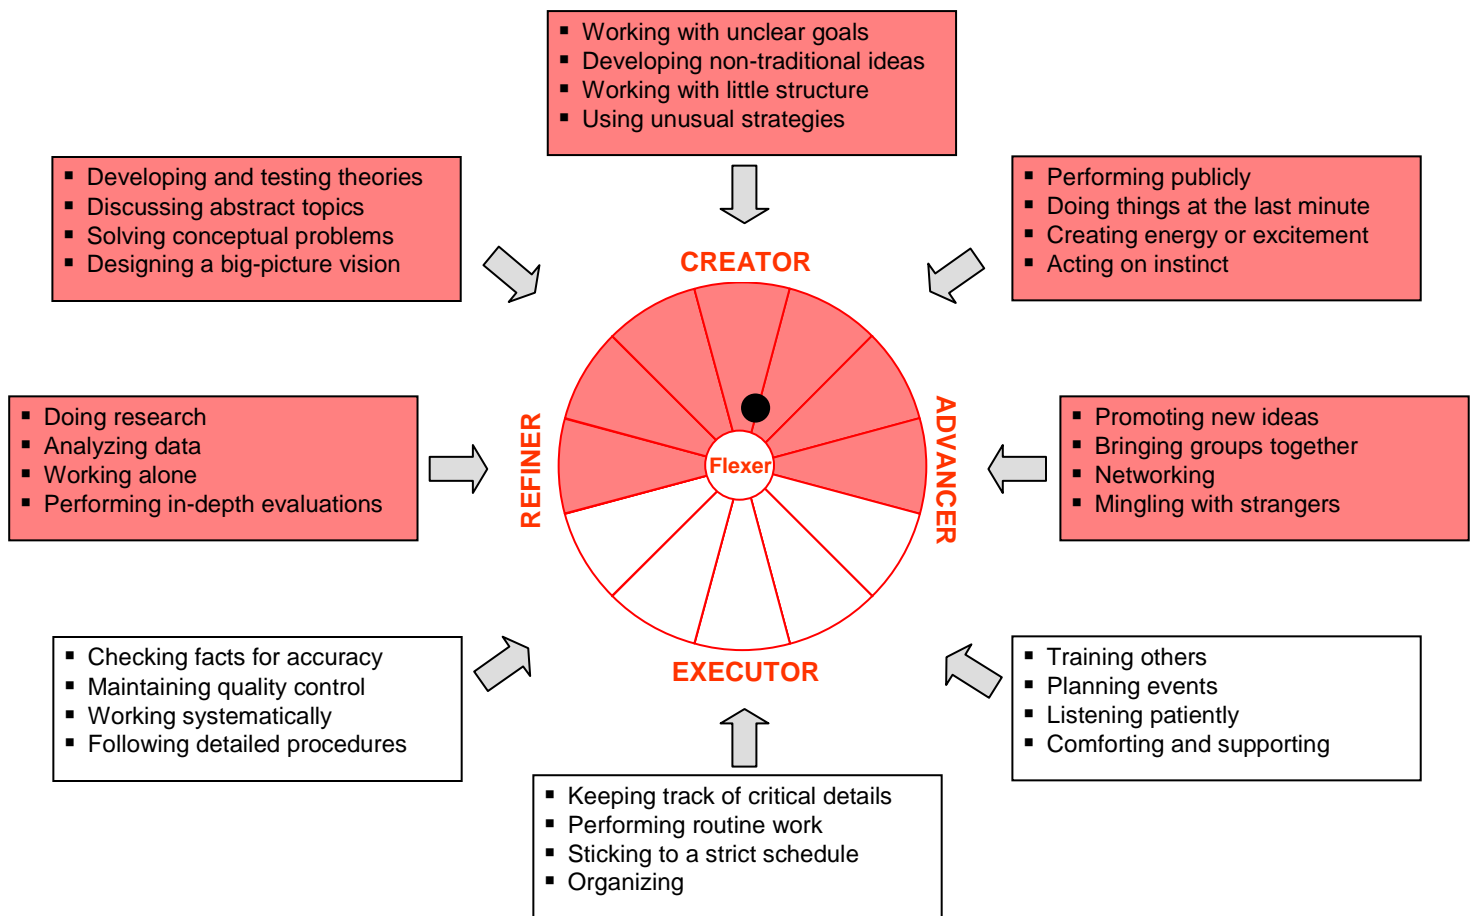 ▪ Working with unclear goals
▪ Developing non-traditional ideas
▪ Working with little structure
▪ Using unusual strategies
▪ Developing and testing theories
▪ Discussing abstract topics
▪ Solving conceptual problems
▪ Designing a big-picture vision
▪ Performing publicly
▪ Doing things at the last minute
▪ Creating energy or excitement
▪ Acting on instinct
CREATOR
▪ Doing research
▪ Analyzing data
▪ Working alone
▪ Performing in-depth evaluations
REFINER
Flexer
ADVANCER
▪ Promoting new ideas
▪ Bringing groups together
▪ Networking
▪ Mingling with strangers
EXECUTOR
▪ Checking facts for accuracy
▪ Maintaining quality control
▪ Working systematically
▪ Following detailed procedures
▪ Training others
▪ Planning events
▪ Listening patiently
▪ Comforting and supporting
▪ Keeping track of critical details
▪ Performing routine work
▪ Sticking to a strict schedule
▪ Organizing